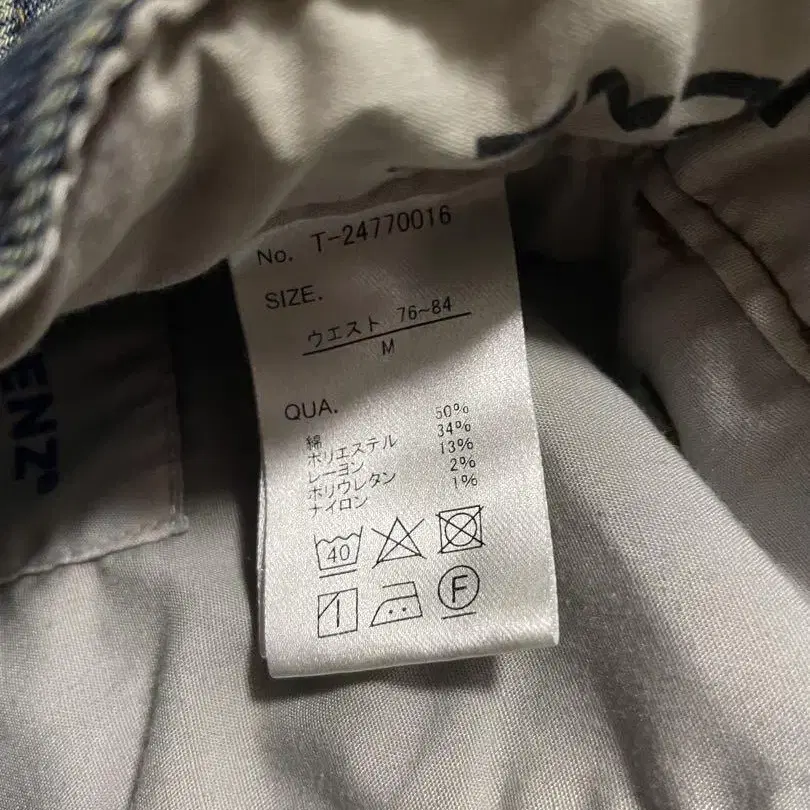 No. T-24770016
SIZE.
ウエスト 76~84
M
QUA.
綿 50%
ポリエステル 34%
レーヨン 13%
ポリウレタン 2%
ナイロン 1%
40
F
ENZ